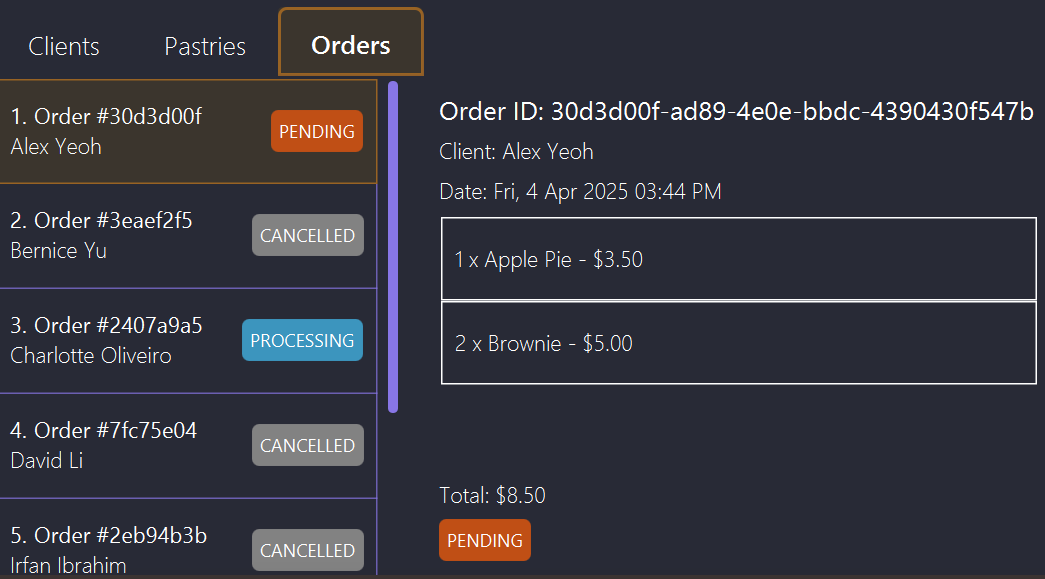 Clients Pastries Orders
1. Order #30d3d00f
Alex Yeoh
PENDING
2. Order #3eaef2f5
Bernice Yu
CANCELLED
3. Order #2407a9a5
Charlotte Oliveiro
PROCESSING
4. Order #7fc75e04
David Li
CANCELLED
5. Order #2eb94b3b
Irfan Ibrahim
CANCELLED
Order ID: 30d3d00f-ad89-4e0e-bbdc-4390430f547b
Client: Alex Yeoh
Date: Fri, 4 Apr 2025 03:44 PM
1 x Apple Pie - $3.50
2 x Brownie - $5.00
Total: $8.50
PENDING